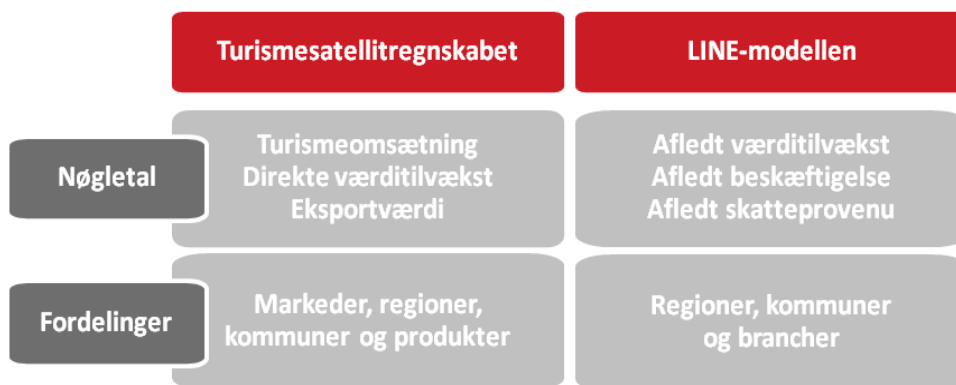 Turismesatellitregnskabet
LINE-modellen
Nøgletal
Turismeomsætning
Direkte værditilvækst
Eksportværdi
Afledt værditilvækst
Afledt beskæftigelse
Afledt skatteprovenu
Fordelinger
Markeder, regioner,
kommuner og produkter
Regioner, kommuner
og brancher